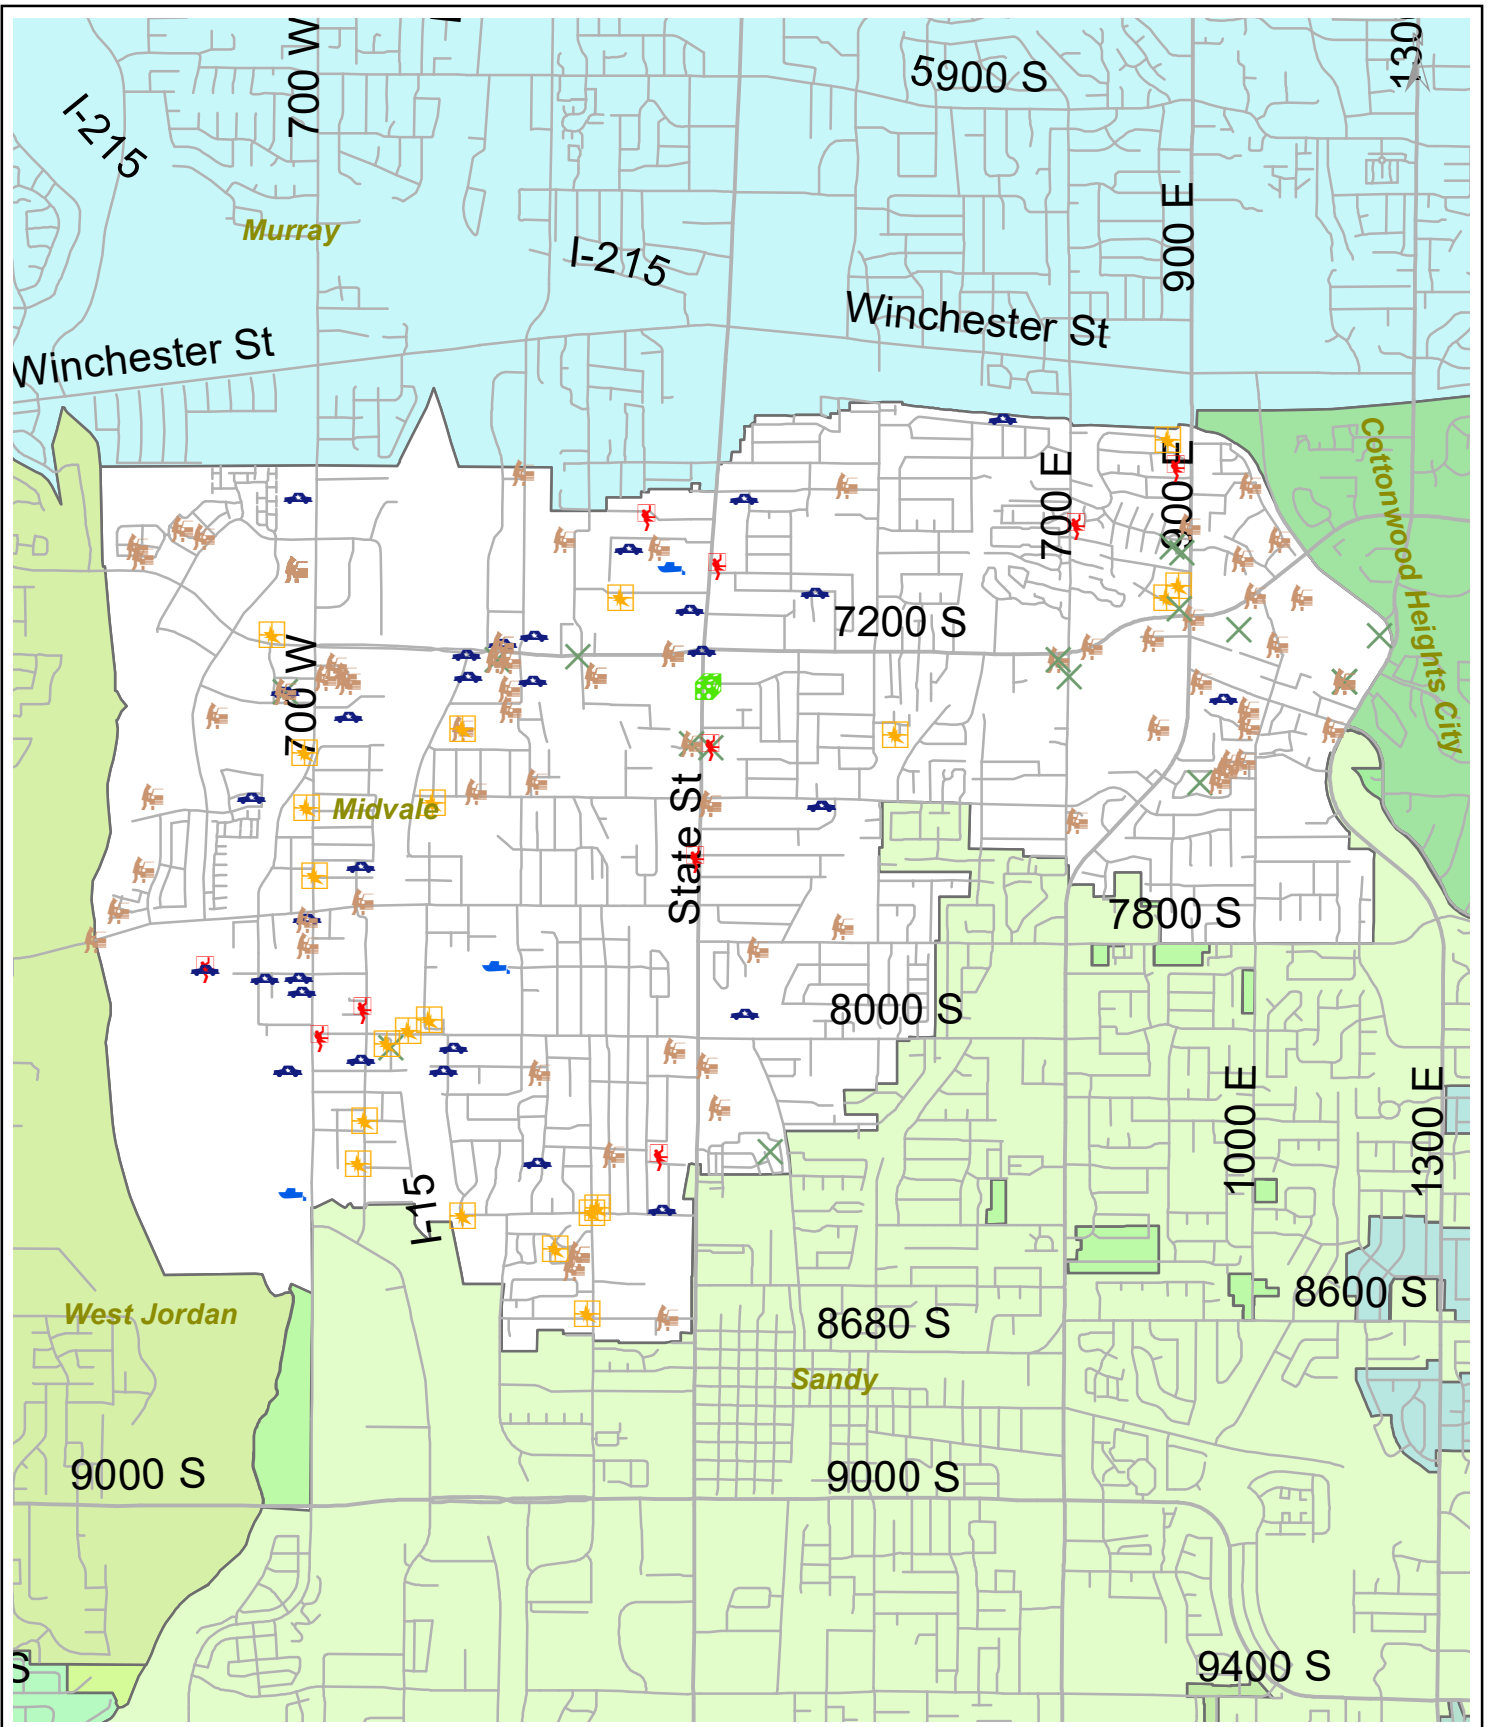 700 W
1300
5900 S
I-215
900 E
Murray
I-215
Winchester St
Winchester St
Cottonwood Heights City
700 E
900 E
7200 S
700 W
Midvale
State St
7800 S
8000 S
1000 E
1300 E
I-15
8600 S
West Jordan
8680 S
Sandy
9000 S
9000 S
9400 S
S